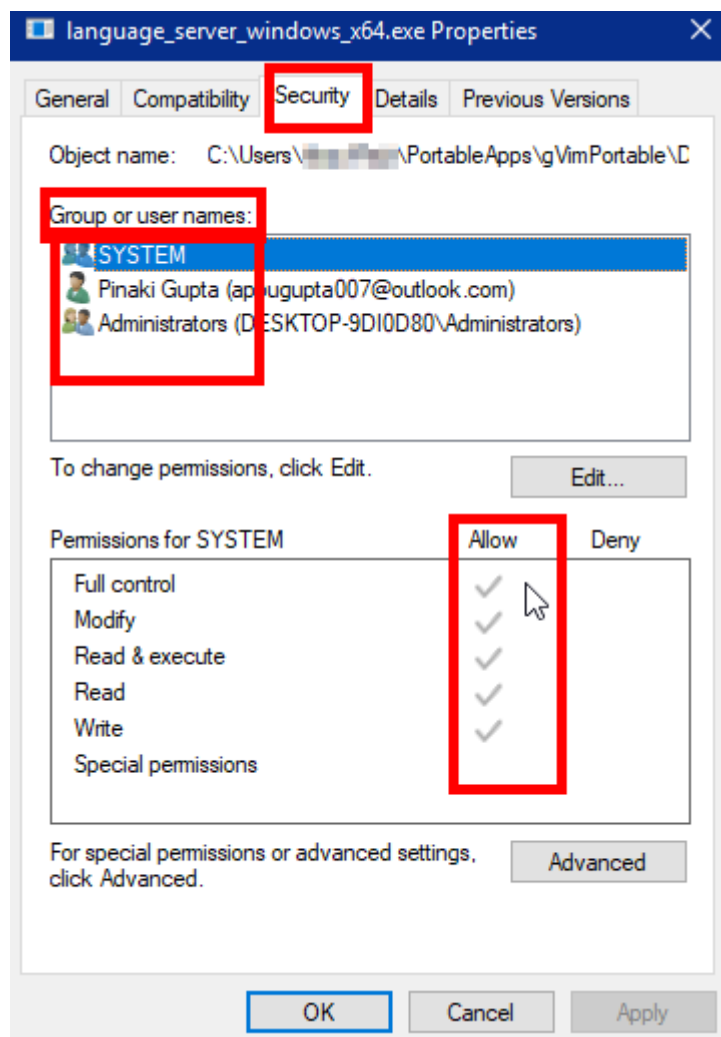 language_server_windows_x64.exe Properties
General Compatibility Security Details Previous Versions
Object name: C:\Users\ \PortableApps\gVimPortable\D
Group or user names:
SYSTEM
Pinaki Gupta (appugupta007@outlook.com)
Administrators (DESKTOP-9DI0D80\Administrators)
To change permissions, click Edit.
Edit...
Permissions for SYSTEM Allow Deny
Full control
Modify
Read & execute
Read
Write
Special permissions
For special permissions or advanced settings,
click Advanced.
Advanced
OK Cancel Apply